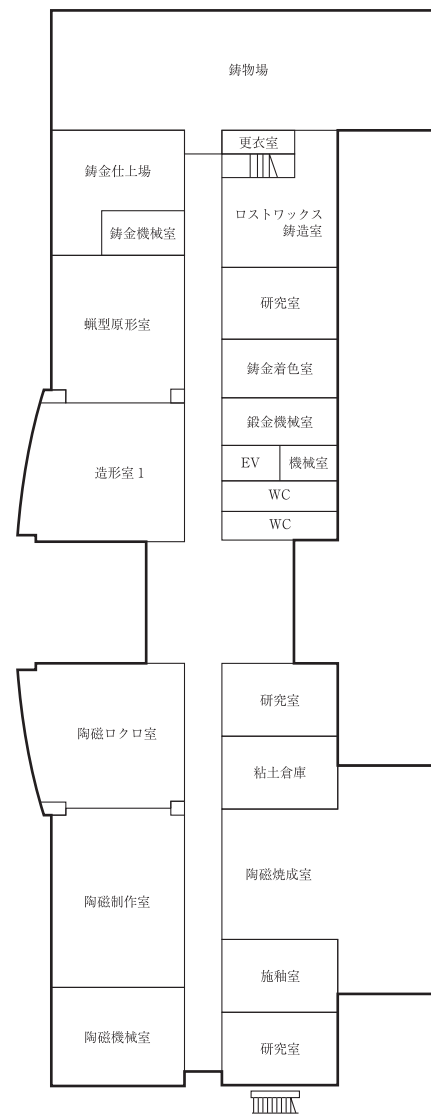 鋳物場
更衣室
鋳金仕上場
ロストワックス
鋳造室
鋳金機械室
研究室
蝋型原形室
鋳金着色室
鍛金機械室
造形室 1
EV
機械室
WC
WC
研究室
陶磁ロクロ室
粘土倉庫
陶磁焼成室
陶磁制作室
施釉室
陶磁機械室
研究室